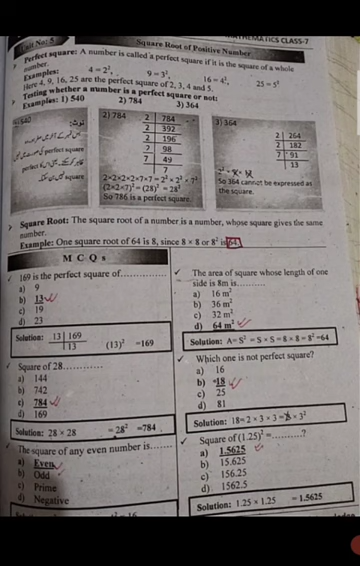 Unit No: 5
Square Root of Positive Number
MATHEMATICS CLASS-7
Perfect square: A number is called a perfect square if it is the square of a whole
number.
Examples: 4 = 2², 9 = 3², 16 = 4², 25 = 5²
Here 4, 9, 16, 25 are the perfect square of 2, 3, 4 and 5.
Testing whether a number is a perfect square or not:
Examples: 1) 540 2) 784 3) 364
1) 540
perfect square
perfect
square
2) 784
2 784
2 392
2 196
2 98
7 49
7
2×2×2×2×7×7 = 2² × 2² × 7²
(2×2×7)² = (28)² = 28²
So 786 is a perfect square.
3) 364
2 264
2 182
7 91
13
So 364 cannot be expressed as
the square.
Square Root: The square root of a number is a number, whose square gives the same
number.
Example: One square root of 64 is 8, since 8 × 8 or 8² is 64.
M C Q s
✓ 169 is the perfect square of
a) 9
b) 13
c) 19
d) 23
Solution: 13 | 169
13
(13)² =169
✓ Square of 28
a) 144
b) 742
c) 784
d) 169
Solution: 28 × 28 = 28² =784
The square of any even number is
a) Even
b) Odd
c) Prime
d) Negative
✓ The area of square whose length of one
side is 8m is
a) 16 m²
b) 36 m²
c) 32 m²
d) 64 m²
Solution: A=S² = S × S = 8 × 8 = 8² =64
✓ Which one is not perfect square?
a) 16
b) 18
c) 25
d) 81
Solution: 18= 2 × 3 × 3 = 2 × 3²
✓ Square of (1.25)² = ..........?
a) 1.5625
b) 15.625
c) 156.25
d) 1562.5
Solution: 1.25 × 1.25 = 1.5625